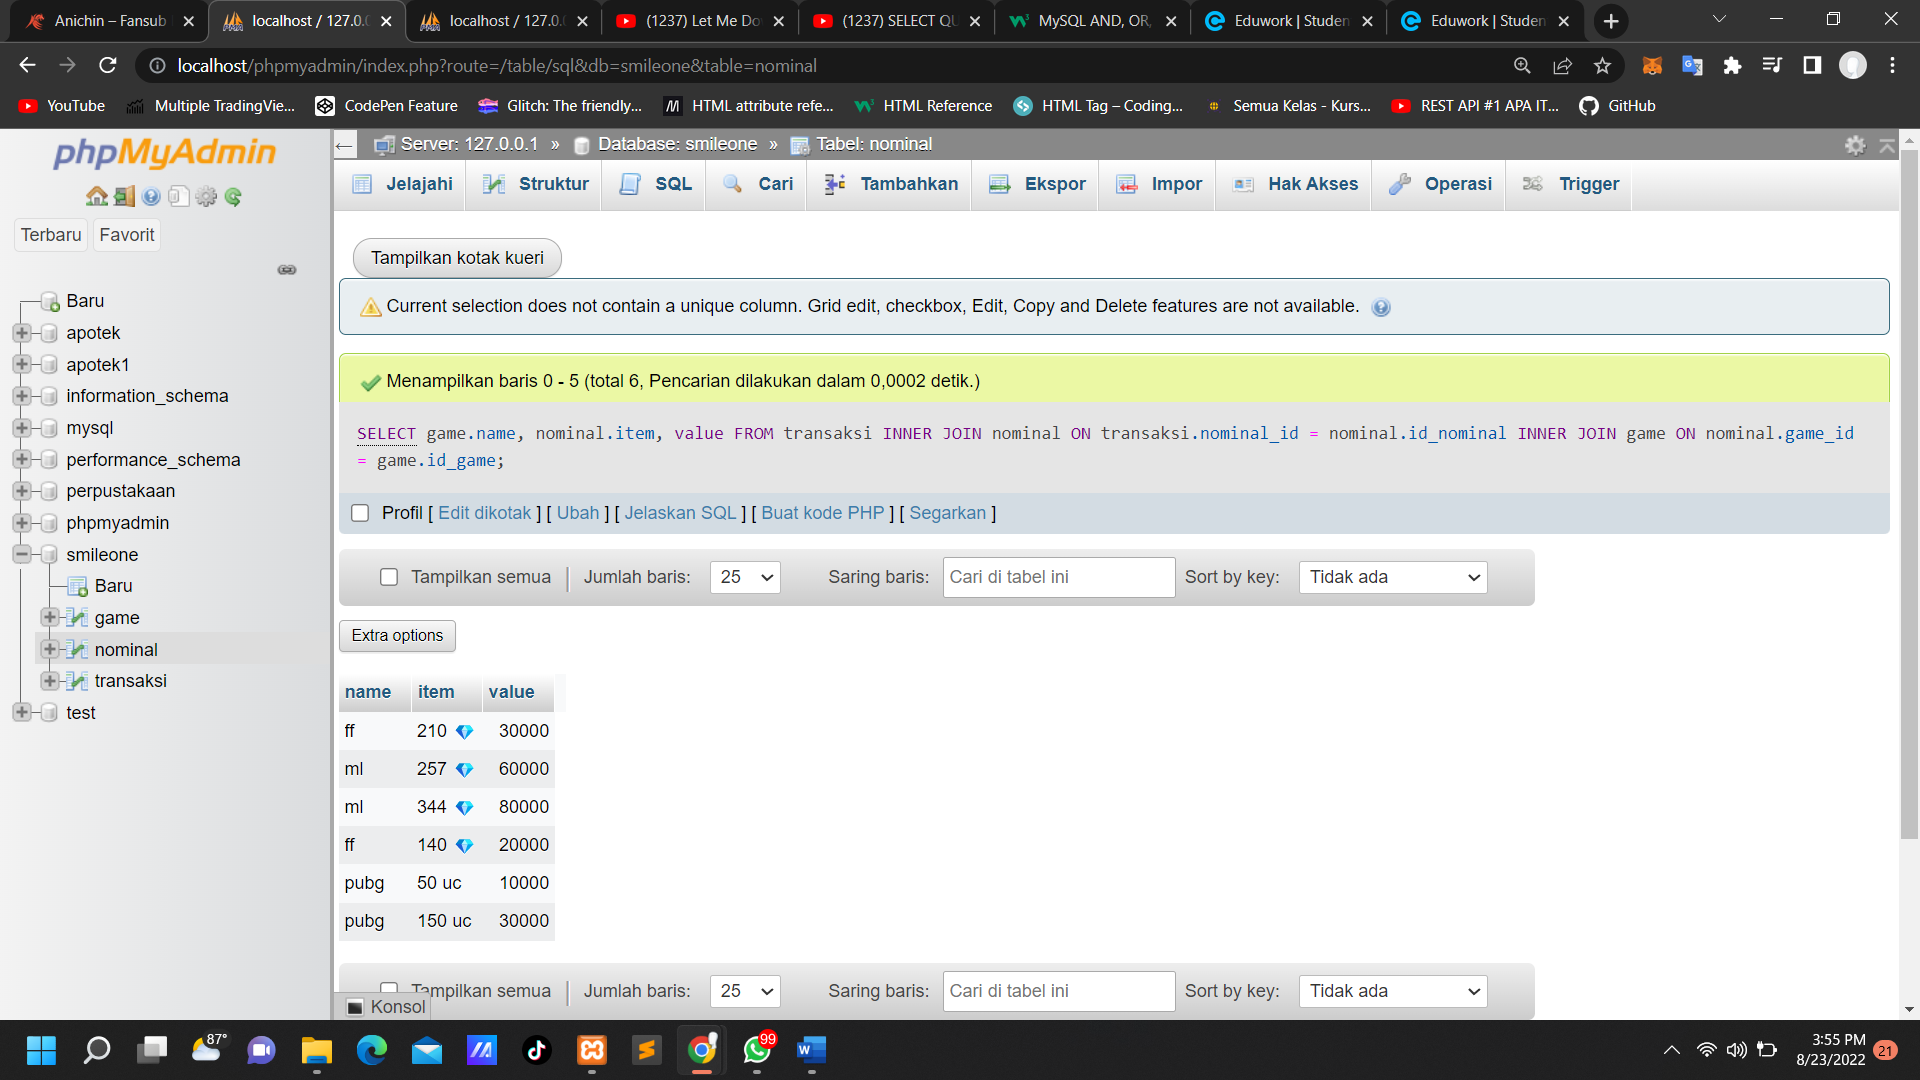 Anichin – Fansub
localhost / 127.0.0
localhost / 127.0.0
(1237) Let Me Do
(1237) SELECT QU
MySQL AND, OR,
Eduwork | Studen
Eduwork | Studen
localhost/phpmyadmin/index.php?route=/table/sql&db=smileone&table=nominal
YouTube
Multiple TradingVie...
CodePen Feature
Glitch: The friendly...
HTML attribute refe...
HTML Reference
HTML Tag – Coding...
Semua Kelas - Kurs...
REST API #1 APA IT...
GitHub
phpMyAdmin
Terbaru Favorit
Baru
apotek
apotek1
information_schema
mysql
performance_schema
perpustakaan
phpmyadmin
smileone
Baru
game
nominal
transaksi
test
Server: 127.0.0.1 » Database: smileone » Tabel: nominal
Jelajahi Struktur SQL Cari Tambahkan Ekspor Impor Hak Akses Operasi Trigger
Tampilkan kotak kueri
Current selection does not contain a unique column. Grid edit, checkbox, Edit, Copy and Delete features are not available.
Menampilkan baris 0 - 5 (total 6, Pencarian dilakukan dalam 0,0002 detik.)
SELECT game.name, nominal.item, value FROM transaksi INNER JOIN nominal ON transaksi.nominal_id = nominal.id_nominal INNER JOIN game ON nominal.game_id
= game.id_game;
Profil [ Edit dikotak ] [ Ubah ] [ Jelaskan SQL ] [ Buat kode PHP ] [ Segarkan ]
Tampilkan semua | Jumlah baris: 25 Saring baris: Cari di tabel ini Sort by key: Tidak ada
Extra options
name item value
ff 210 💎 30000
ml 257 💎 60000
ml 344 💎 80000
ff 140 💎 20000
pubg 50 uc 10000
pubg 150 uc 30000
Tampilkan semua | Jumlah baris: 25 Saring baris: Cari di tabel ini Sort by key: Tidak ada
Konsol
87°
99
3:55 PM
8/23/2022
21